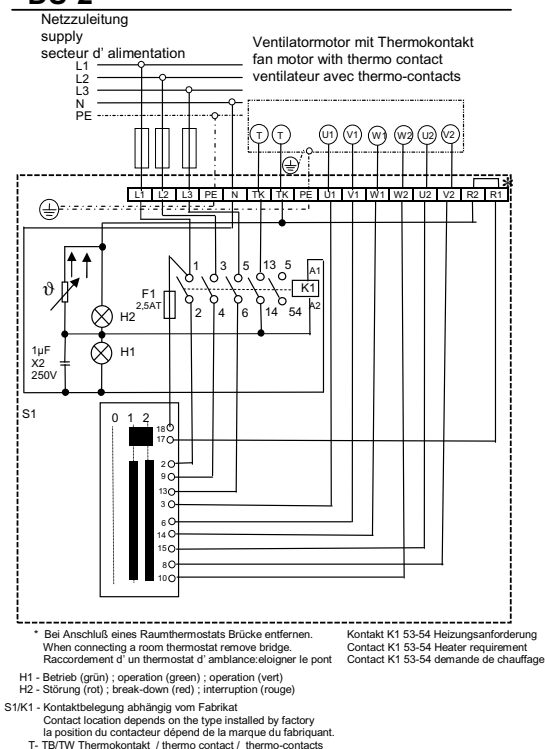 Netzzuleitung
supply
secteur d' alimentation
L1
L2
L3
N
PE
Ventilatormotor mit Thermokontakt
fan motor with thermo contact
ventilateur avec thermo-contacts
T T U1 V1 W1 W2 U2 V2
*
L1 L2 L3 PE N TK TK PE U1 V1 W1 W2 U2 V2 R2 R1
1 3 5 13 5
A1
K1
A2
F1
2,5AT
2 4 6 14 54
ϑ
H2
H1
1µF
X2
250V
S1
0 1 2
18
17
2
9
13
3
6
14
15
8
10
* Bei Anschluß eines Raumthermostats Brücke entfernen.
When connecting a room thermostat remove bridge.
Raccordement d' un thermostat d' amblance:eloigner le pont
Kontakt K1 53-54 Heizungsanforderung
Contact K1 53-54 Heater requirement
Contact K1 53-54 demande de chauffage
H1 - Betrieb (grün) ; operation (green) ; operation (vert)
H2 - Störung (rot) ; break-down (red) ; interruption (rouge)
S1/K1 - Kontaktbelegung abhängig vom Fabrikat
Contact location depends on the type installed by factory
la position du contacteur dépend de la marque du fabriquant.
T- TB/TW Thermokontakt / thermo contact / thermo-contacts